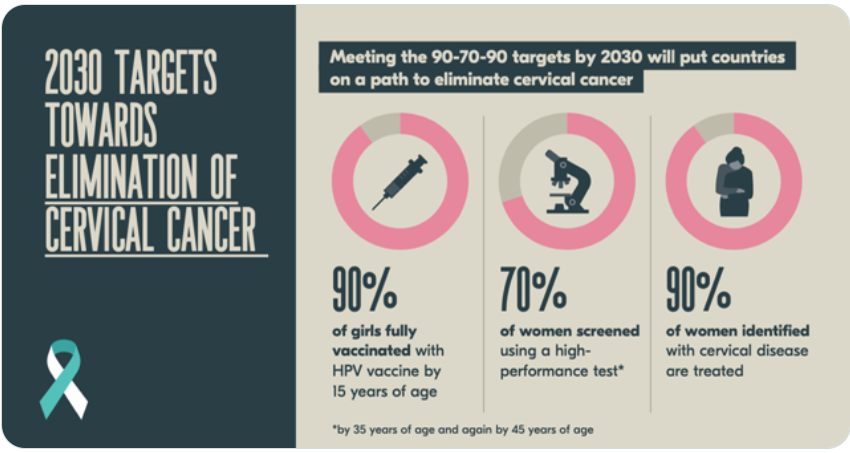 2030 TARGETS
TOWARDS
ELIMINATION OF
CERVICAL CANCER
Meeting the 90-70-90 targets by 2030 will put countries
on a path to eliminate cervical cancer
90%
of girls fully
vaccinated with
HPV vaccine by
15 years of age
70%
of women screened
using a high-
performance test*
90%
of women identified
with cervical disease
are treated
*by 35 years of age and again by 45 years of age